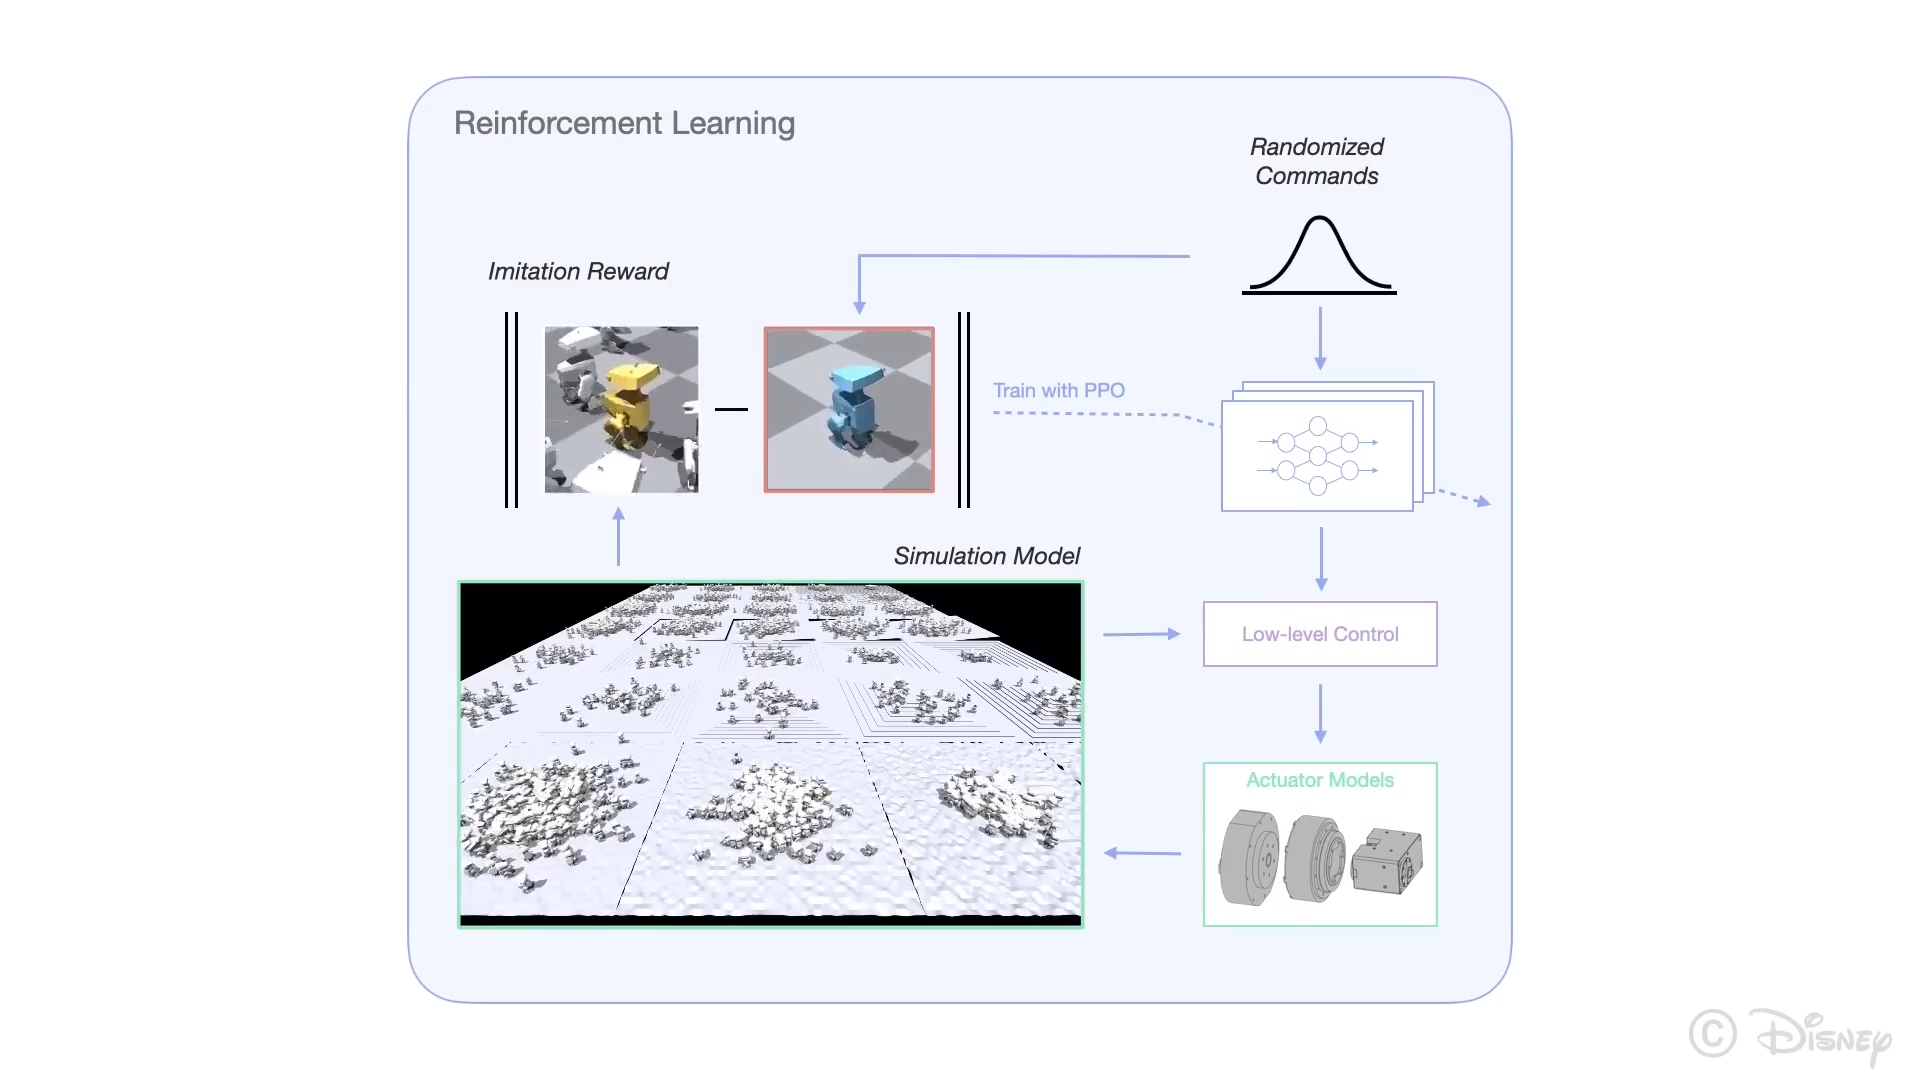 Reinforcement Learning
Randomized
Commands
Imitation Reward
Train with PPO
Simulation Model
Low-level Control
Actuator Models
© Disney